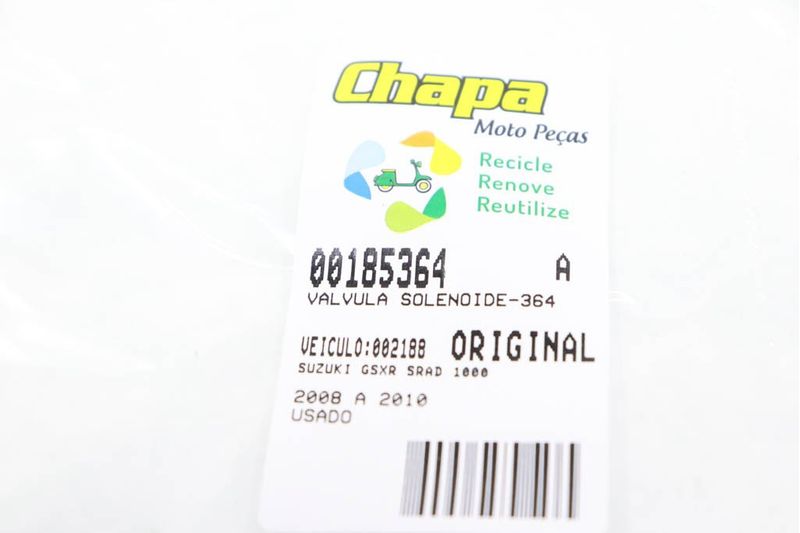 Chapa
Moto Peças
Recicle
Renove
Reutilize
00185364 A
VALVULA SOLENOIDE-364
VEICULO:002188 ORIGINAL
SUZUKI GSXR SRAD 1000
2008 A 2010
USADO